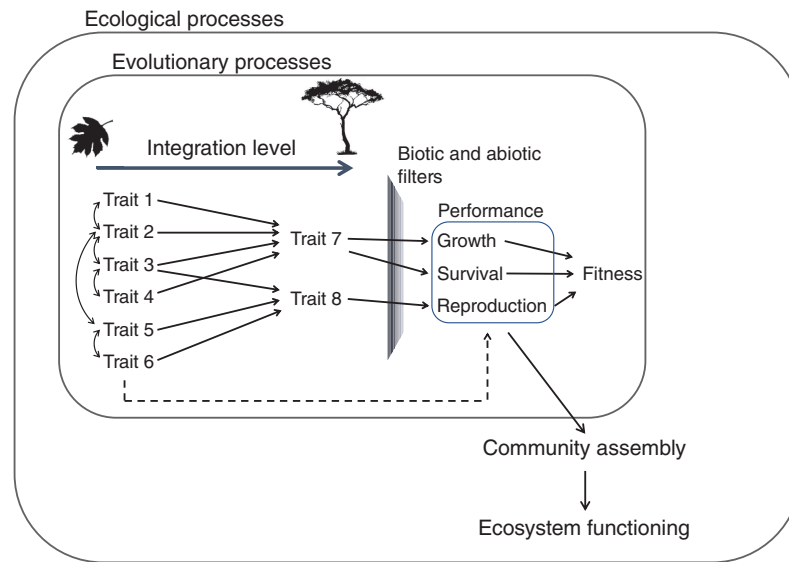 Ecological processes
Evolutionary processes
Integration level
Biotic and abiotic
filters
Trait 1
Trait 2
Trait 3
Trait 4
Trait 5
Trait 6
Trait 7
Trait 8
Performance
Growth
Survival
Reproduction
Fitness
Community assembly
Ecosystem functioning